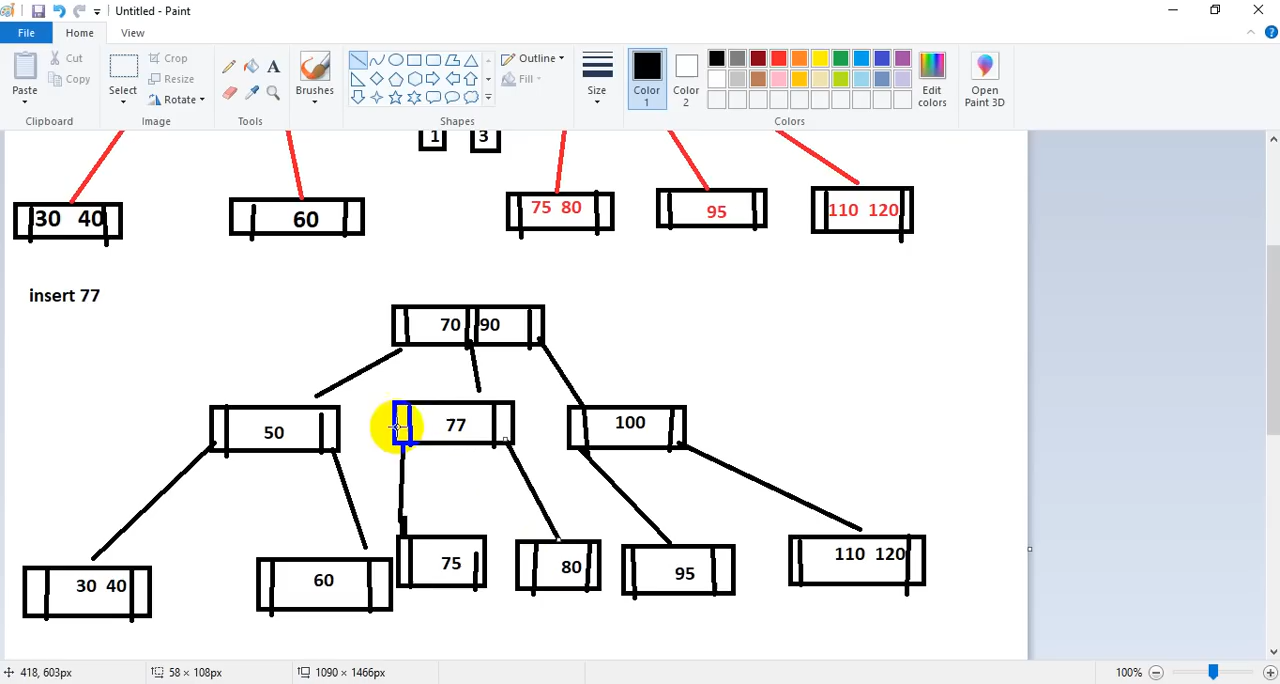 Untitled - Paint
File Home View
Paste
Cut
Copy
Clipboard
Select
Crop
Resize
Rotate
Image
A
Tools
Brushes
Outline
Fill
Shapes
Size
Color 1
Color 2
Edit colors
Colors
Open Paint 3D
1 3
30 40 60 75 80 95 110 120
insert 77
70 90
50 77 100
30 40 60 75 80 95 110 120
418, 603px 58 × 108px 1090 × 1466px 100%